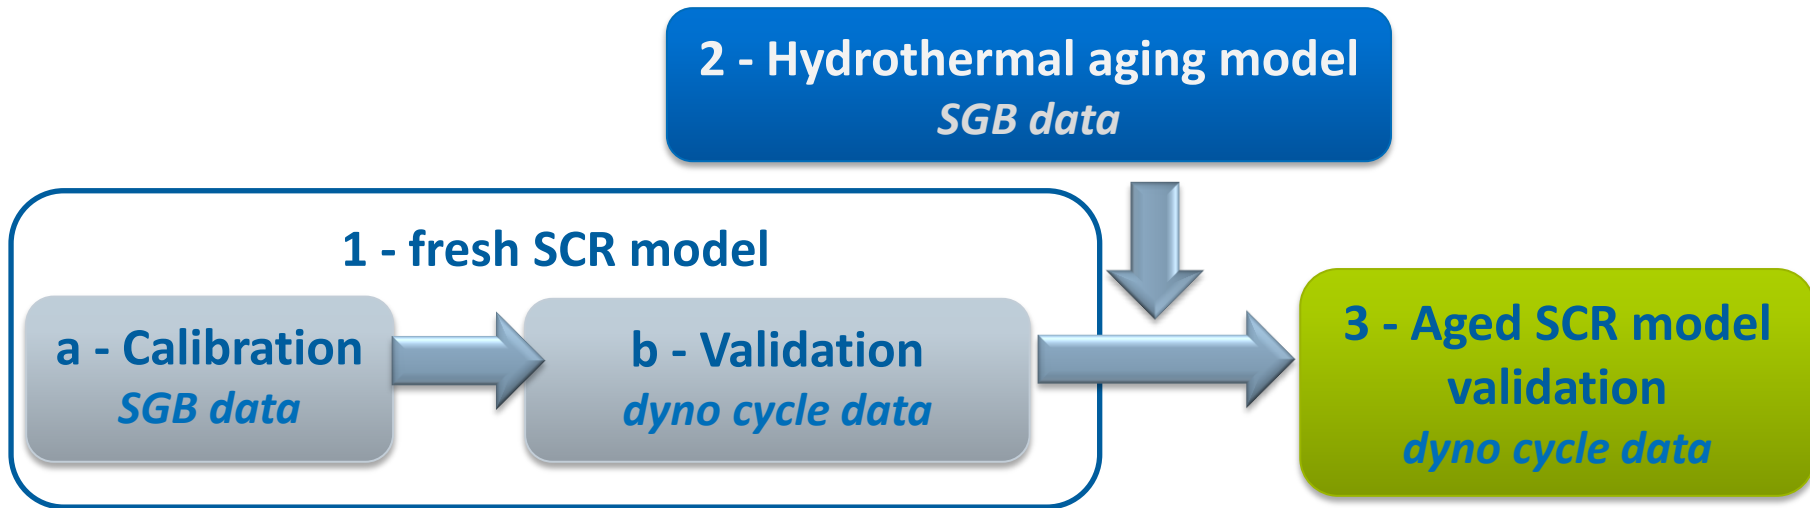 2 - Hydrothermal aging model
SGB data
1 - fresh SCR model
a - Calibration
SGB data
b - Validation
dyno cycle data
3 - Aged SCR model
validation
dyno cycle data